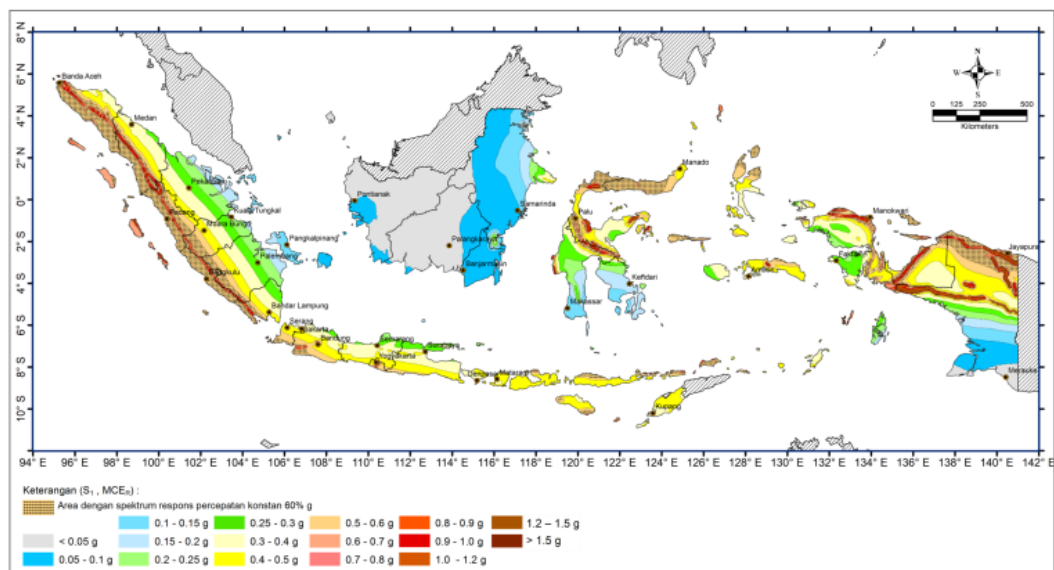 8° N
6° N
4° N
2° N
0°
2° S
4° S
6° S
8° S
10° S
N
W E
S
0 125 250 500
Kilometers
Banda Aceh
Medan
Manado
Pontianak
Samarinda
Palu
Manokwari
Padang
Kuala Tungkal
Muara Bungo
Pangkalpinang
Palangkaraya
Jayapura
Palembang
Bengkulu
Banjarmasin
Kendari
Makassar
Bandar Lampung
Serang
Jakarta
Bandung
Semarang
Surabaya
Yogyakarta
Denpasar
Mataram
Merauke
Kupang
94° E 96° E 98° E 100° E 102° E 104° E 106° E 108° E 110° E 112° E 114° E 116° E 118° E 120° E 122° E 124° E 126° E 128° E 130° E 132° E 134° E 136° E 138° E 140° E 142° E
Keterangan (S₁ , MCEᵣ) :
Area dengan spektrum respons percepatan konstan 60% g
0.1 - 0.15 g 0.25 - 0.3 g 0.5 - 0.6 g 0.8 - 0.9 g 1.2 – 1.5 g
< 0.05 g 0.15 - 0.2 g 0.3 - 0.4 g 0.6 - 0.7 g 0.9 - 1.0 g > 1.5 g
0.05 - 0.1 g 0.2 - 0.25 g 0.4 - 0.5 g 0.7 - 0.8 g 1.0 - 1.2 g